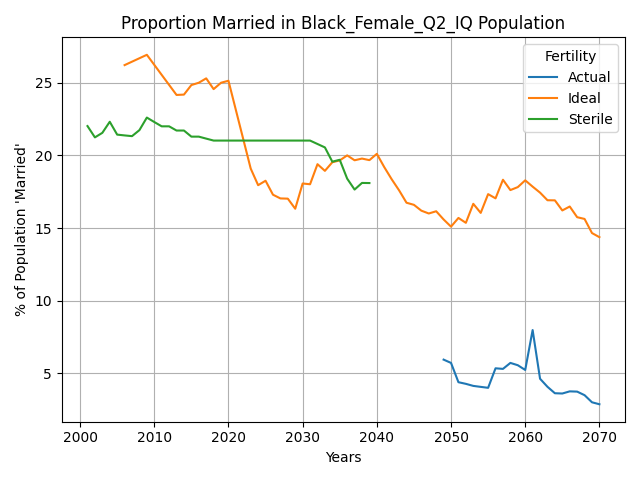 Proportion Married in Black_Female_Q2_IQ Population
% of Population 'Married'
25
20
15
10
5
Fertility
Actual
Ideal
Sterile
2000 2010 2020 2030 2040 2050 2060 2070
Years